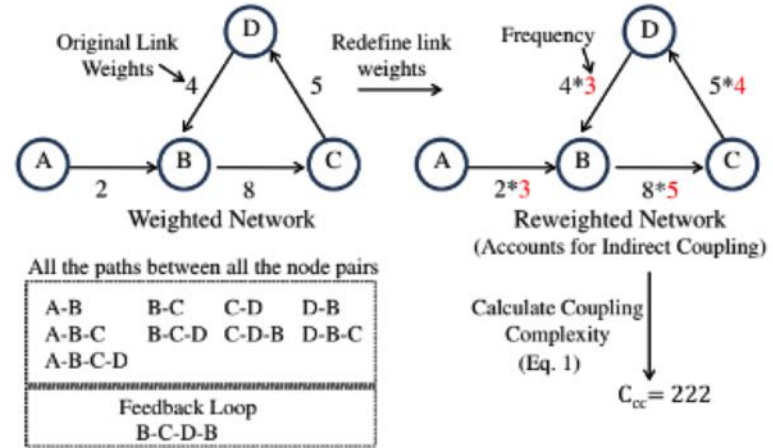 D
Original Link
Weights
4
5
A
B
C
2
8
Weighted Network
Redefine link
weights
Frequency
D
4*3
5*4
A
B
C
2*3
8*5
Reweighted Network
(Accounts for Indirect Coupling)
All the paths between all the node pairs
A-B B-C C-D D-B
A-B-C B-C-D C-D-B D-B-C
A-B-C-D
Feedback Loop
B-C-D-B
Calculate Coupling
Complexity
(Eq. 1)
Ccc= 222